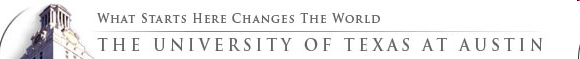 WHAT STARTS HERE CHANGES THE WORLD
THE UNIVERSITY OF TEXAS AT AUSTIN